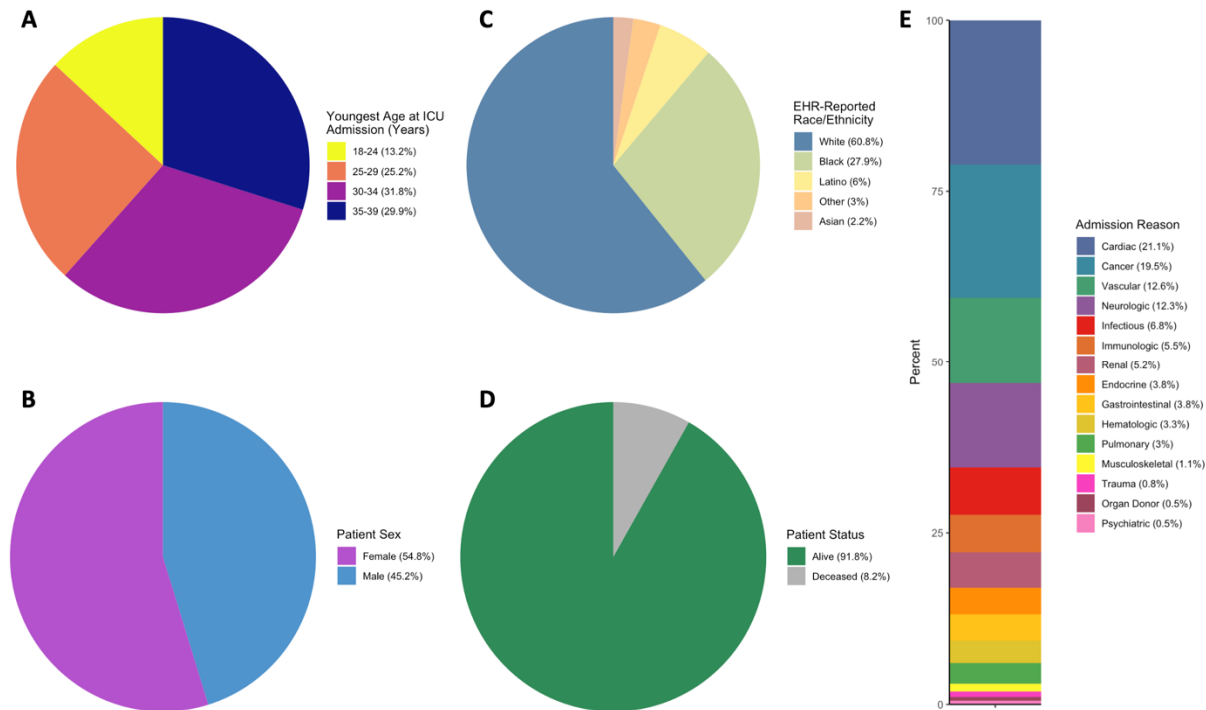 A
Youngest Age at ICU
Admission (Years)
18-24 (13.2%)
25-29 (25.2%)
30-34 (31.8%)
35-39 (29.9%)
C
EHR-Reported
Race/Ethnicity
White (60.8%)
Black (27.9%)
Latino (6%)
Other (3%)
Asian (2.2%)
B
Patient Sex
Female (54.8%)
Male (45.2%)
D
Patient Status
Alive (91.8%)
Deceased (8.2%)
E
100
75
50
25
0
Percent
Admission Reason
Cardiac (21.1%)
Cancer (19.5%)
Vascular (12.6%)
Neurologic (12.3%)
Infectious (6.8%)
Immunologic (5.5%)
Renal (5.2%)
Endocrine (3.8%)
Gastrointestinal (3.8%)
Hematologic (3.3%)
Pulmonary (3%)
Musculoskeletal (1.1%)
Trauma (0.8%)
Organ Donor (0.5%)
Psychiatric (0.5%)